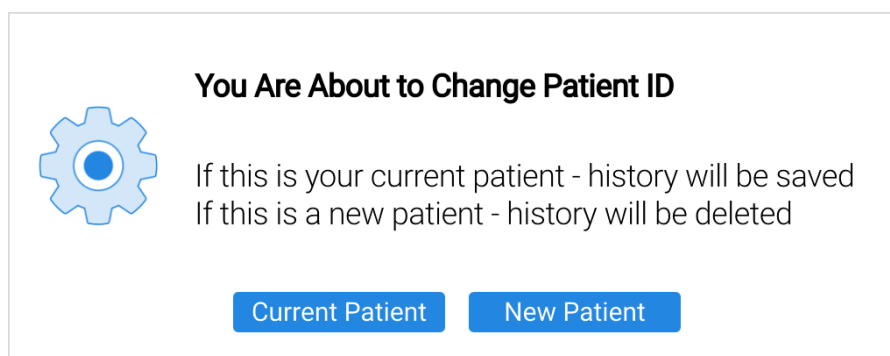 You Are About to Change Patient ID
If this is your current patient - history will be saved
If this is a new patient - history will be deleted
Current Patient
New Patient